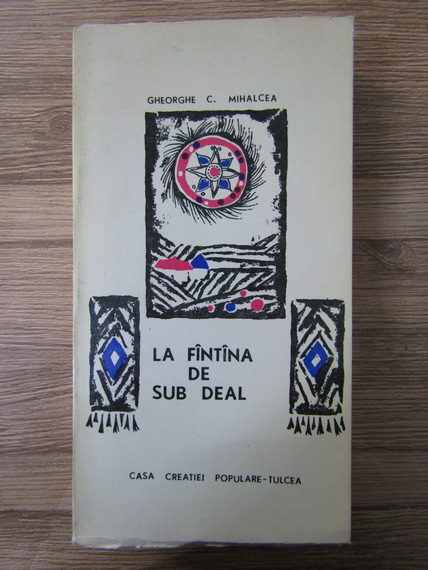 GHEORGHE C. MIHALCEA
LA FÎNTÎNA
DE
SUB DEAL
CASA CREATIEI POPULARE-TULCEA